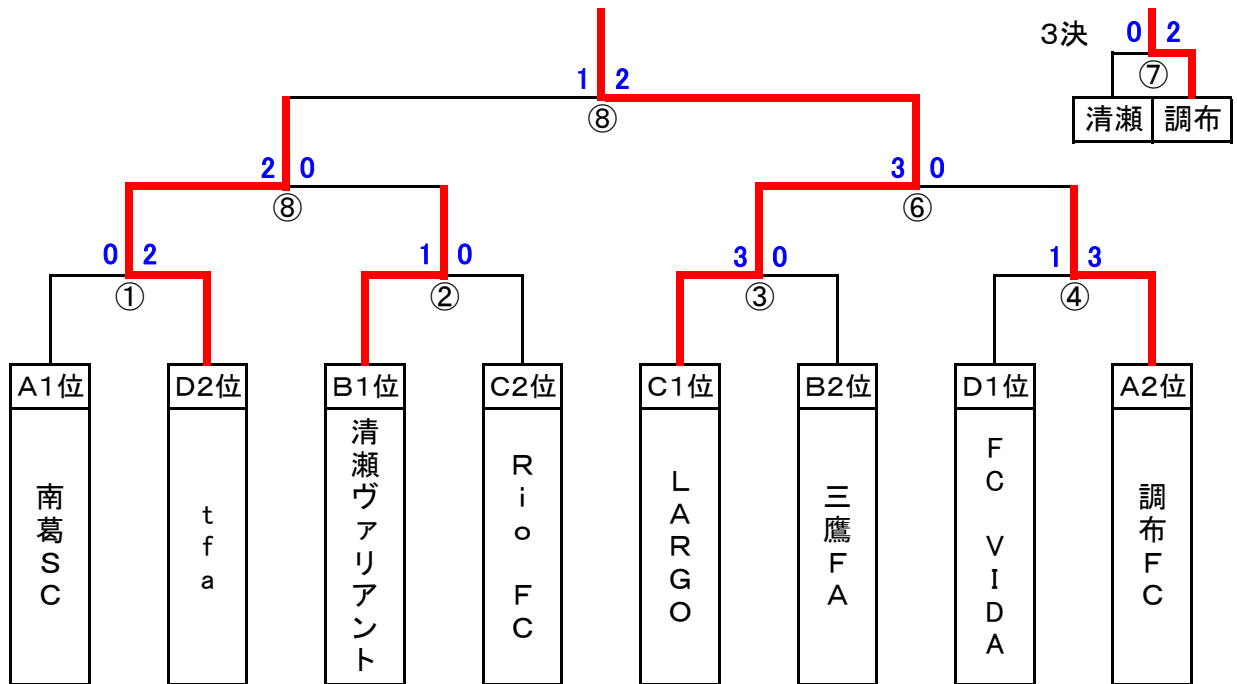 3決
0 2
⑦
清瀬 調布
1 2
⑧
2 0
⑧
3 0
⑥
0 2
①
1 0
②
3 0
③
1 3
④
A1位 D2位 B1位 C2位 C1位 B2位 D1位 A2位
南葛SC
tfa
清瀬ヴァリアント
Rio FC
LARGO
三鷹FA
FC VIDA
調布FC